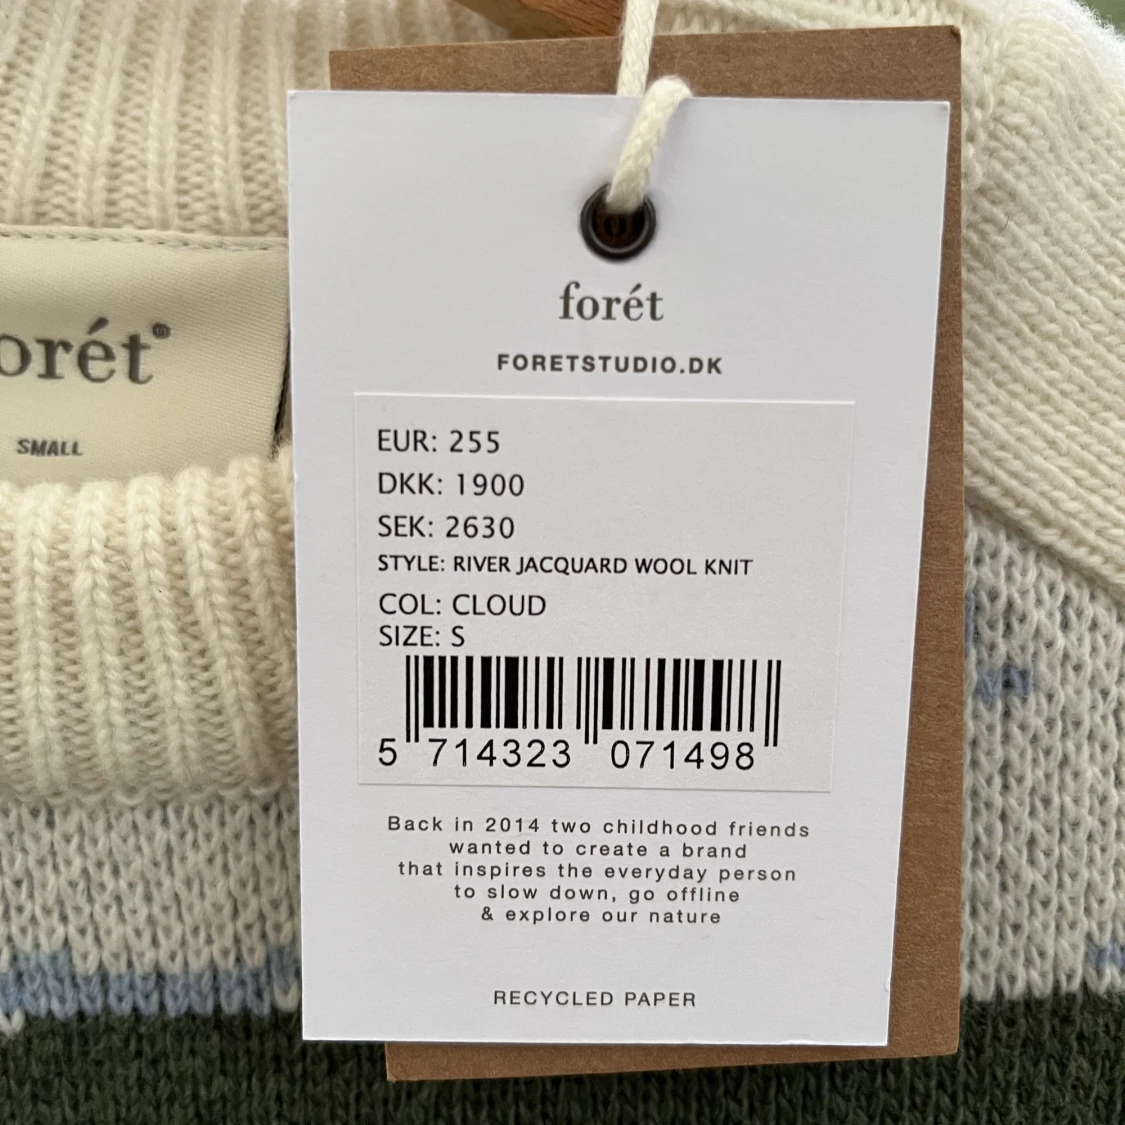 orét®
SMALL
forét
FORETSTUDIO.DK
EUR: 255
DKK: 1900
SEK: 2630
STYLE: RIVER JACQUARD WOOL KNIT
COL: CLOUD
SIZE: S
5 714323 071498
Back in 2014 two childhood friends
wanted to create a brand
that inspires the everyday person
to slow down, go offline
& explore our nature
RECYCLED PAPER